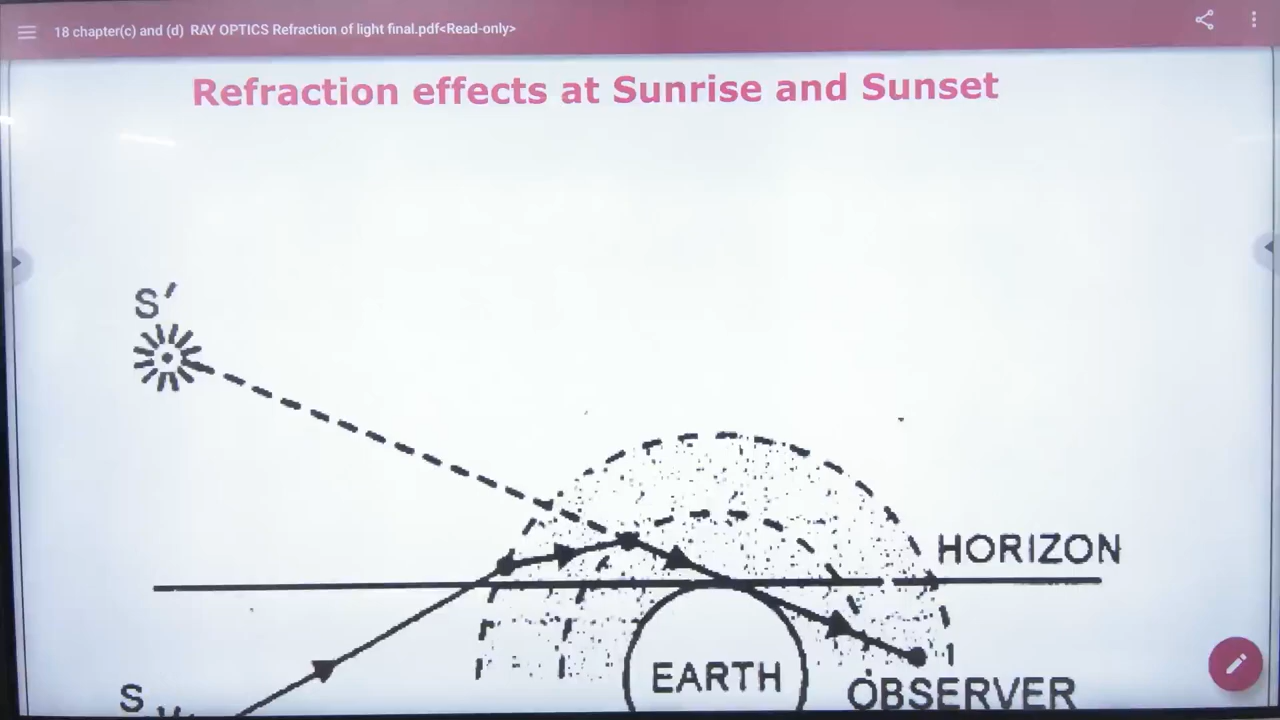 18 chapter(c) and (d) RAY OPTICS Refraction of light final.pdf<Read-only>
Refraction effects at Sunrise and Sunset
S'
HORIZON
EARTH
S
OBSERVER